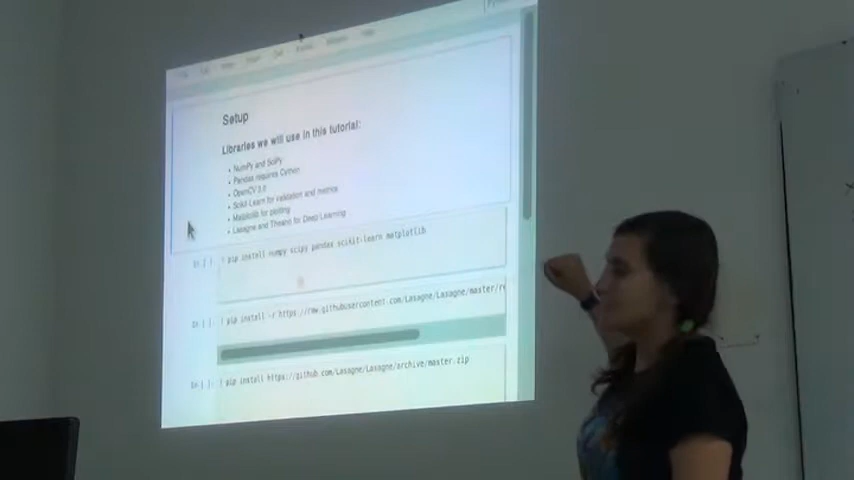 Setup
Libraries we will use in this tutorial:
• NumPy and SciPy
• Pandas requires Cython
• OpenCV 3.0
• Scikit-Learn for validation and metrics
• Matplotlib for plotting
• Lasagne and Theano for Deep Learning
In [ ]: ! pip install numpy scipy pandas scikit-learn matplotlib
In [ ]: ! pip install -r https://raw.githubusercontent.com/Lasagne/Lasagne/master/re
In [ ]: ! pip install https://github.com/Lasagne/Lasagne/archive/master.zip